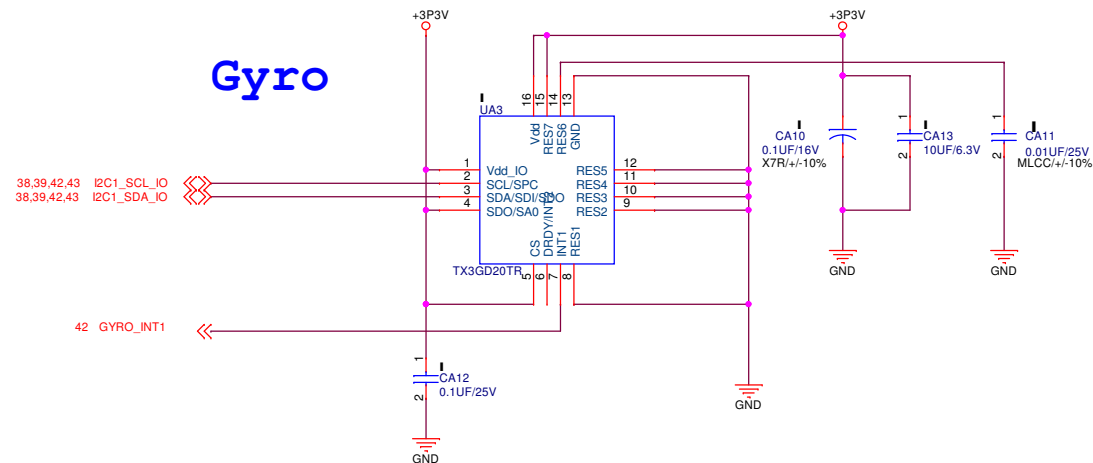 +3P3V
+3P3V
Gyro
UA3
16
15
14
13
Vdd
RES7
RES6
GND
1
2
3
4
Vdd_IO
SCL/SPC
SDA/SDI/SDO
SDO/SA0
RES5
RES4
RES3
RES2
12
11
10
9
CS
DRDY/INT2
INT1
RES1
5
6
7
8
TX3GD20TR
38,39,42,43 I2C1_SCL_IO
38,39,42,43 I2C1_SDA_IO
42 GYRO_INT1
CA10
0.1UF/16V
X7R/+/-10%
1
2
CA13
10UF/6.3V
1
2
CA11
0.01UF/25V
MLCC/+/-10%
GND
GND
1
2
CA12
0.1UF/25V
GND
GND